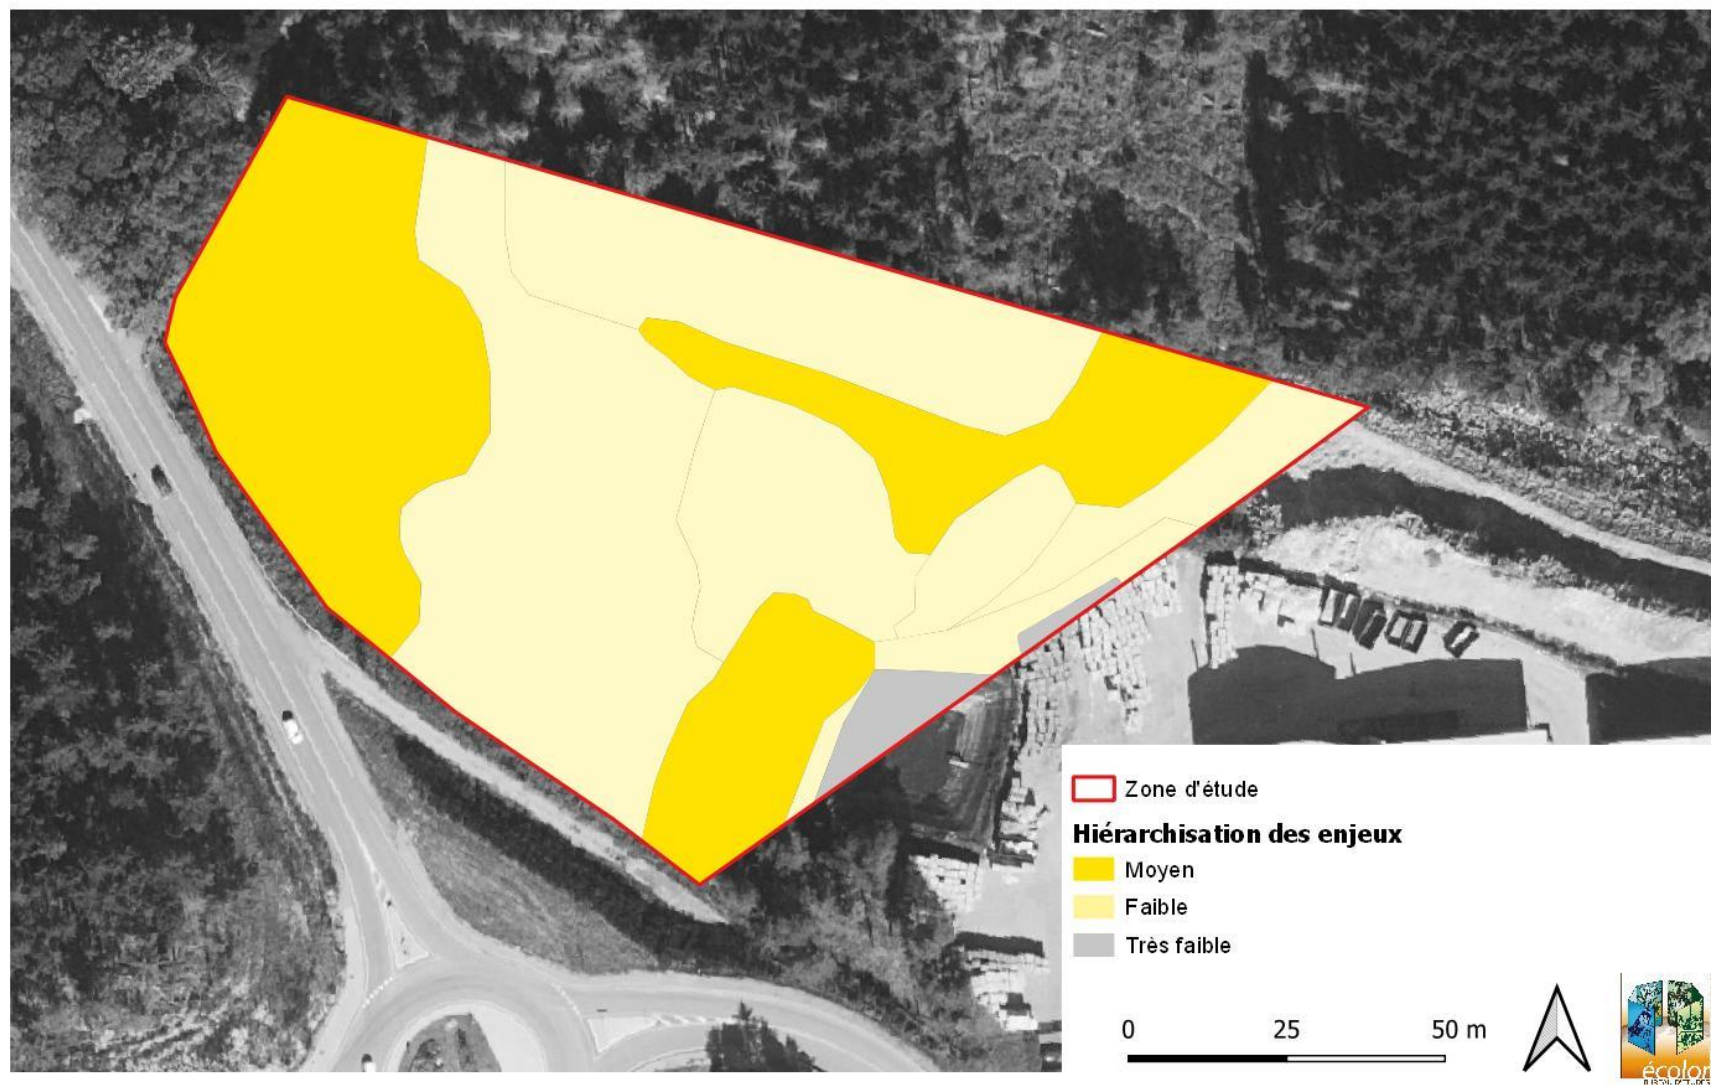 Zone d'étude
Hiérarchisation des enjeux
Moyen
Faible
Très faible
0 25 50 m
écolor